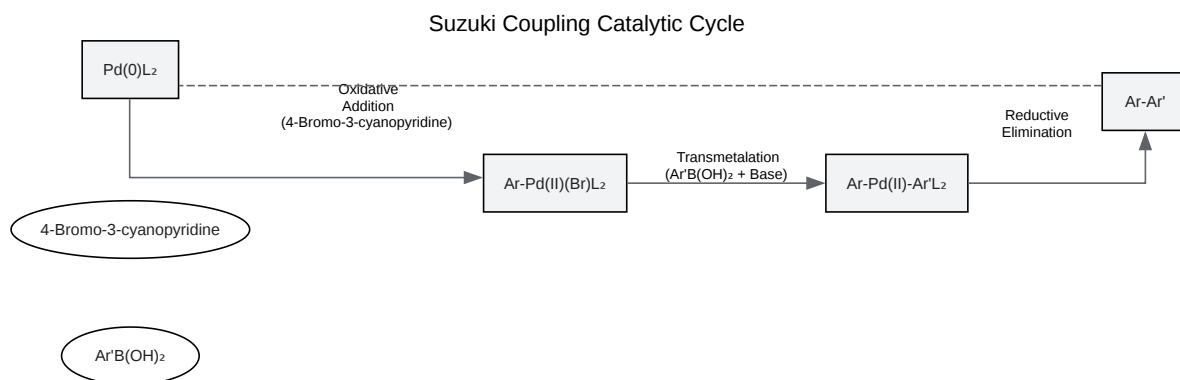 Suzuki Coupling Catalytic Cycle
Pd(0)L₂
Oxidative
Addition
(4-Bromo-3-cyanopyridine)
Ar-Ar'
Reductive
Elimination
Ar-Pd(II)(Br)L₂
Transmetalation
(Ar'B(OH)₂ + Base)
Ar-Pd(II)-Ar'L₂
4-Bromo-3-cyanopyridine
Ar'B(OH)₂